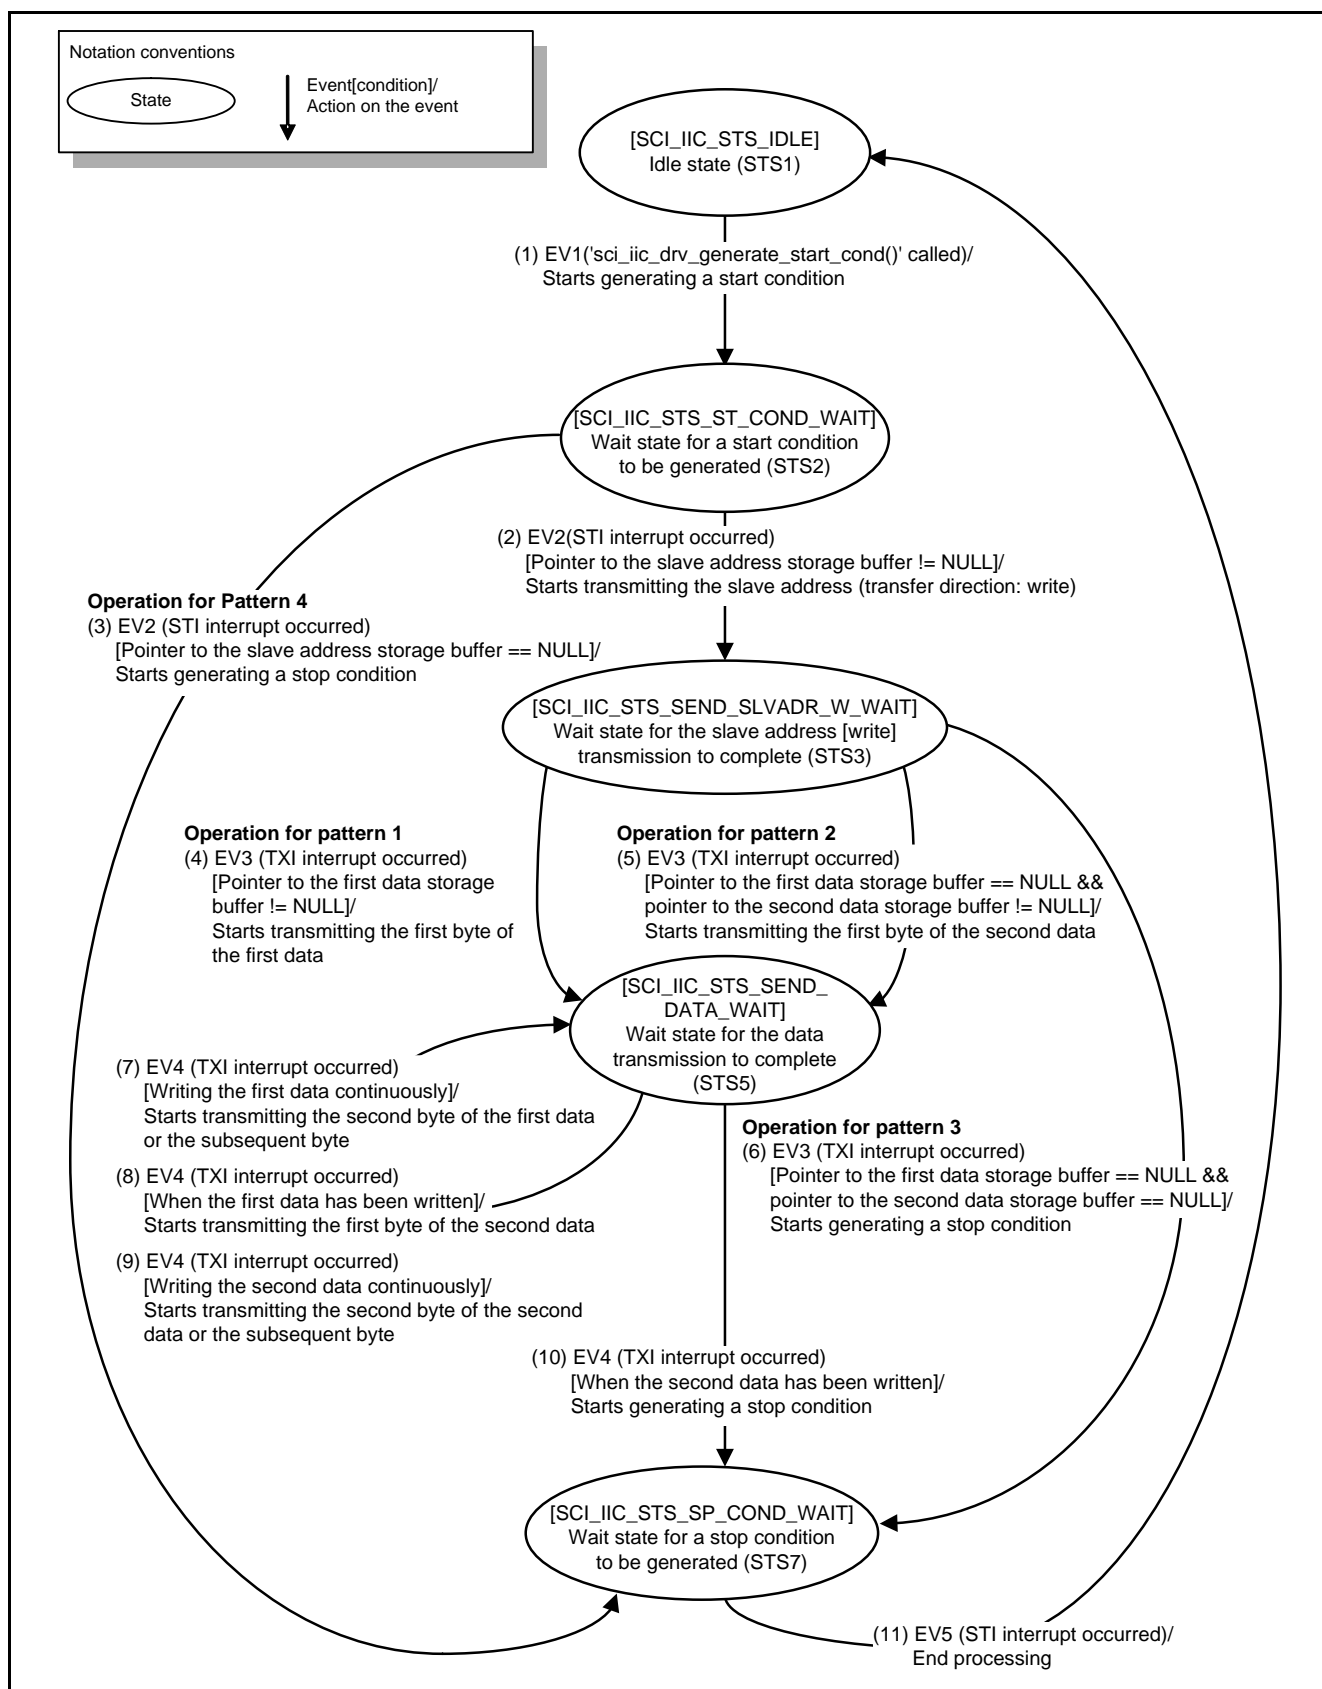 Notation conventions
State
Event[condition]/
Action on the event
[SCI_IIC_STS_IDLE]
Idle state (STS1)
(1) EV1('sci_iic_drv_generate_start_cond()' called)/
Starts generating a start condition
[SCI_IIC_STS_ST_COND_WAIT]
Wait state for a start condition
to be generated (STS2)
(2) EV2(STI interrupt occurred)
[Pointer to the slave address storage buffer != NULL]/
Starts transmitting the slave address (transfer direction: write)
Operation for Pattern 4
(3) EV2 (STI interrupt occurred)
[Pointer to the slave address storage buffer == NULL]/
Starts generating a stop condition
[SCI_IIC_STS_SEND_SLVADR_W_WAIT]
Wait state for the slave address [write]
transmission to complete (STS3)
Operation for pattern 1
(4) EV3 (TXI interrupt occurred)
[Pointer to the first data storage
buffer != NULL]/
Starts transmitting the first byte of
the first data
Operation for pattern 2
(5) EV3 (TXI interrupt occurred)
[Pointer to the first data storage buffer == NULL &&
pointer to the second data storage buffer != NULL]/
Starts transmitting the first byte of the second data
[SCI_IIC_STS_SEND_
DATA_WAIT]
Wait state for the data
transmission to complete
(STS5)
(7) EV4 (TXI interrupt occurred)
[Writing the first data continuously]/
Starts transmitting the second byte of the first data
or the subsequent byte
(8) EV4 (TXI interrupt occurred)
[When the first data has been written]/
Starts transmitting the first byte of the second data
(9) EV4 (TXI interrupt occurred)
[Writing the second data continuously]/
Starts transmitting the second byte of the second
data or the subsequent byte
Operation for pattern 3
(6) EV3 (TXI interrupt occurred)
[Pointer to the first data storage buffer == NULL &&
pointer to the second data storage buffer == NULL]/
Starts generating a stop condition
(10) EV4 (TXI interrupt occurred)
[When the second data has been written]/
Starts generating a stop condition
[SCI_IIC_STS_SP_COND_WAIT]
Wait state for a stop condition
to be generated (STS7)
(11) EV5 (STI interrupt occurred)/
End processing